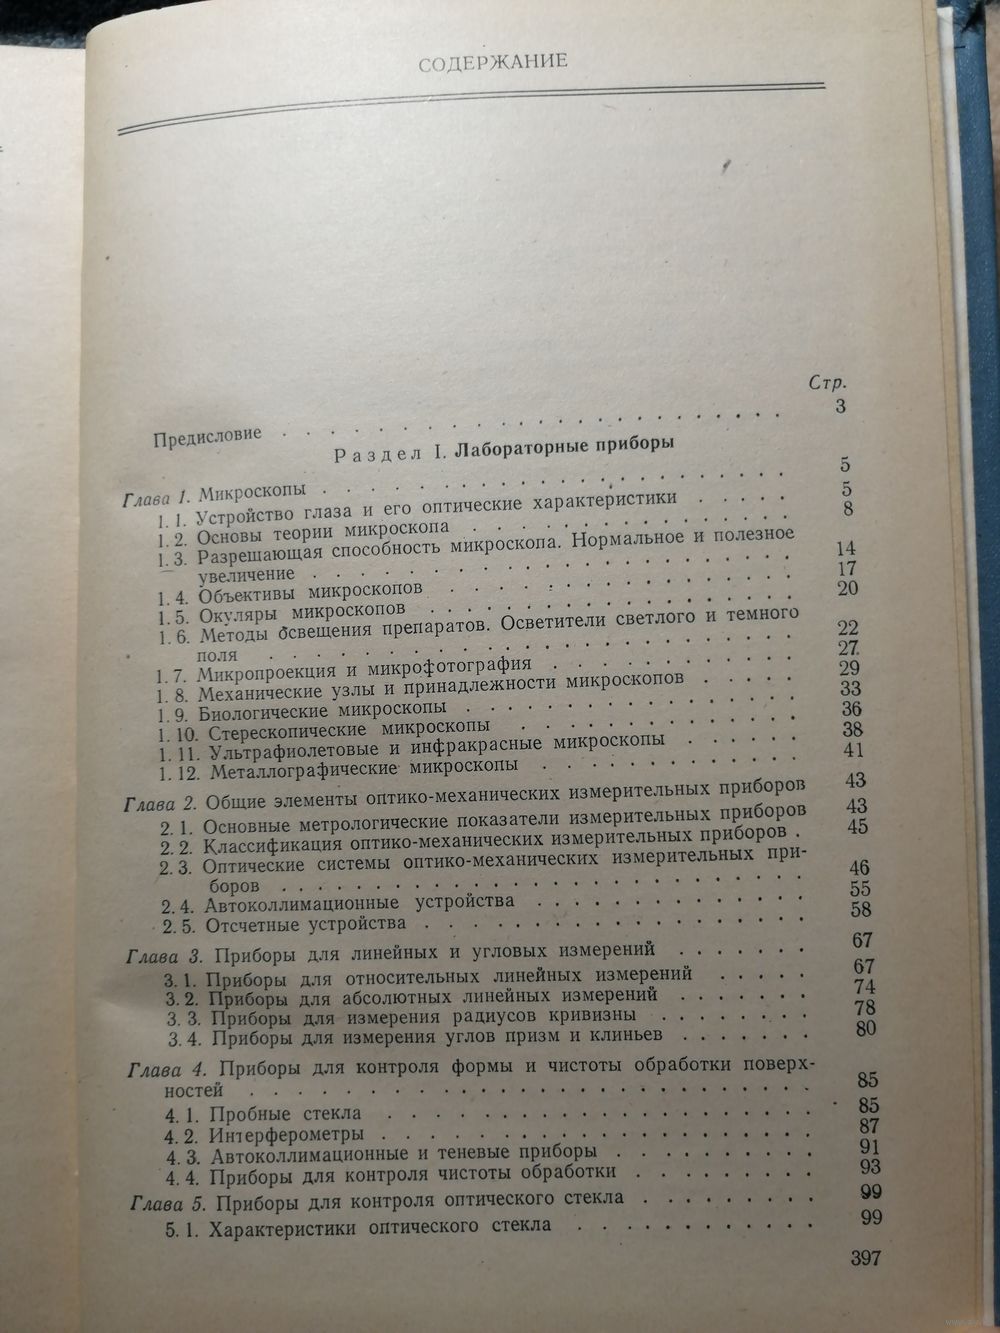 СОДЕРЖАНИЕ
Стр.
Предисловие . . . . . . . . . . . . . . . . . . . . . . 3
Раздел I. Лабораторные приборы
Глава 1. Микроскопы . . . . . . . . . . . . . . . . . . 5
1.1. Устройство глаза и его оптические характеристики . . . . . 5
1.2. Основы теории микроскопа . . . . . . . . . . . . . 8
1.3. Разрешающая способность микроскопа. Нормальное и полезное
увеличение . . . . . . . . . . . . . . . . . . . 14
1.4. Объективы микроскопов . . . . . . . . . . . . . . 17
1.5. Окуляры микроскопов . . . . . . . . . . . . . . . 20
1.6. Методы освещения препаратов. Осветители светлого и темного
поля . . . . . . . . . . . . . . . . . . . . . 22
1.7. Микропроекция и микрофотография . . . . . . . . . . 27
1.8. Механические узлы и принадлежности микроскопов . . . . . 29
1.9. Биологические микроскопы . . . . . . . . . . . . . 33
1.10. Стерескопические микроскопы . . . . . . . . . . . 36
1.11. Ультрафиолетовые и инфракрасные микроскопы . . . . . . 38
1.12. Металлографические микроскопы . . . . . . . . . . 41
Глава 2. Общие элементы оптико-механических измерительных приборов 43
2.1. Основные метрологические показатели измерительных приборов 43
2.2. Классификация оптико-механических измерительных приборов . 45
2.3. Оптические системы оптико-механических измерительных при-
боров . . . . . . . . . . . . . . . . . . . . . 46
2.4. Автоколлимационные устройства . . . . . . . . . . . 55
2.5. Отсчетные устройства . . . . . . . . . . . . . . . 58
Глава 3. Приборы для линейных и угловых измерений . . . . . . 67
3.1. Приборы для относительных линейных измерений . . . . . 67
3.2. Приборы для абсолютных линейных измерений . . . . . . 74
3.3. Приборы для измерения радиусов кривизны . . . . . . . 78
3.4. Приборы для измерения углов призм и клиньев . . . . . . 80
Глава 4. Приборы для контроля формы и чистоты обработки поверх-
ностей . . . . . . . . . . . . . . . . . . . . . 85
4.1. Пробные стекла . . . . . . . . . . . . . . . . . 85
4.2. Интерферометры . . . . . . . . . . . . . . . . . 87
4.3. Автоколлимационные и теневые приборы . . . . . . . . 91
4.4. Приборы для контроля чистоты обработки . . . . . . . . 93
Глава 5. Приборы для контроля оптического стекла . . . . . . . 99
5.1. Характеристики оптического стекла . . . . . . . . . . 99
397